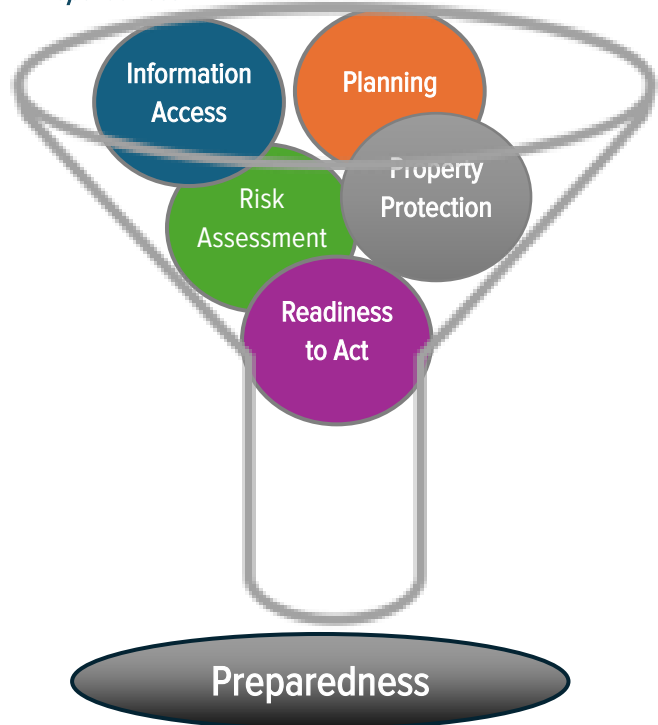 Information
Access
Planning
Property
Protection
Risk
Assessment
Readiness
to Act
Preparedness